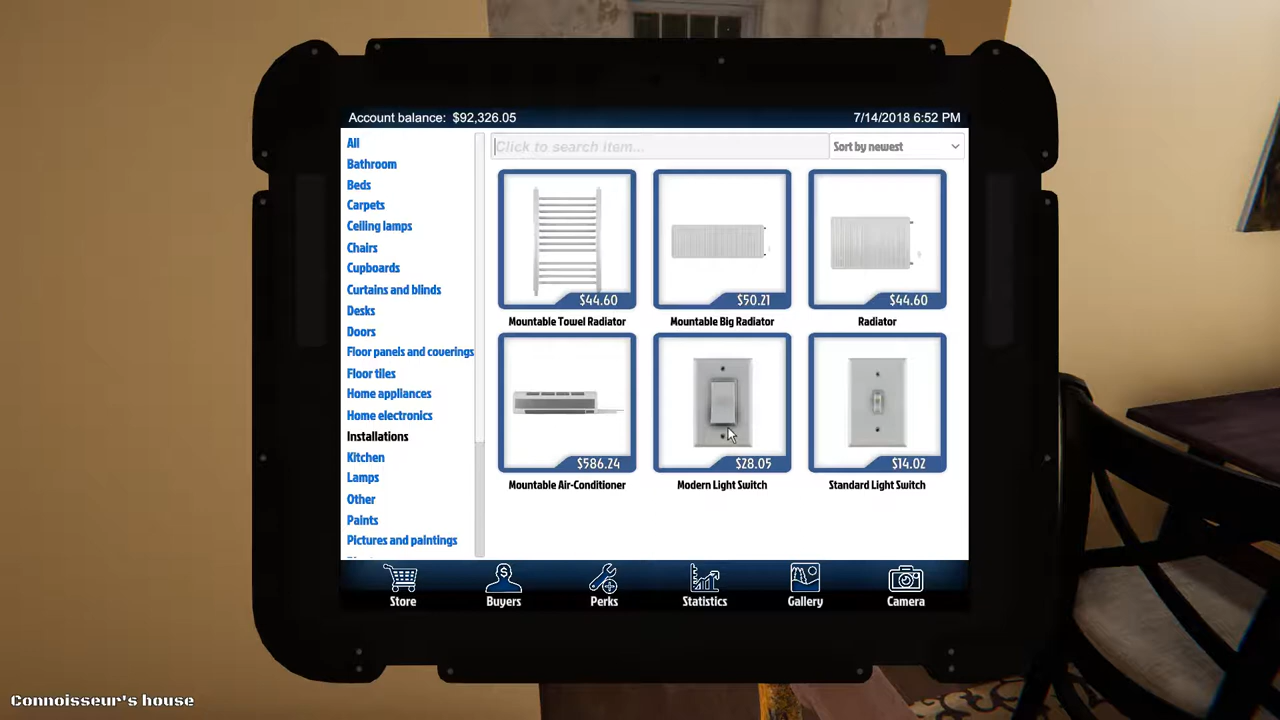 Account balance: $92,326.05
7/14/2018 6:52 PM
All
Bathroom
Beds
Carpets
Ceiling lamps
Chairs
Cupboards
Curtains and blinds
Desks
Doors
Floor panels and coverings
Floor tiles
Home appliances
Home electronics
Installations
Kitchen
Lamps
Other
Paints
Pictures and paintings
Click to search item...
Sort by newest
$44.60
$50.21
$44.60
Mountable Towel Radiator
Mountable Big Radiator
Radiator
$586.24
$28.05
$14.02
Mountable Air-Conditioner
Modern Light Switch
Standard Light Switch
Store
Buyers
Perks
Statistics
Gallery
Camera
Connoisseur's house